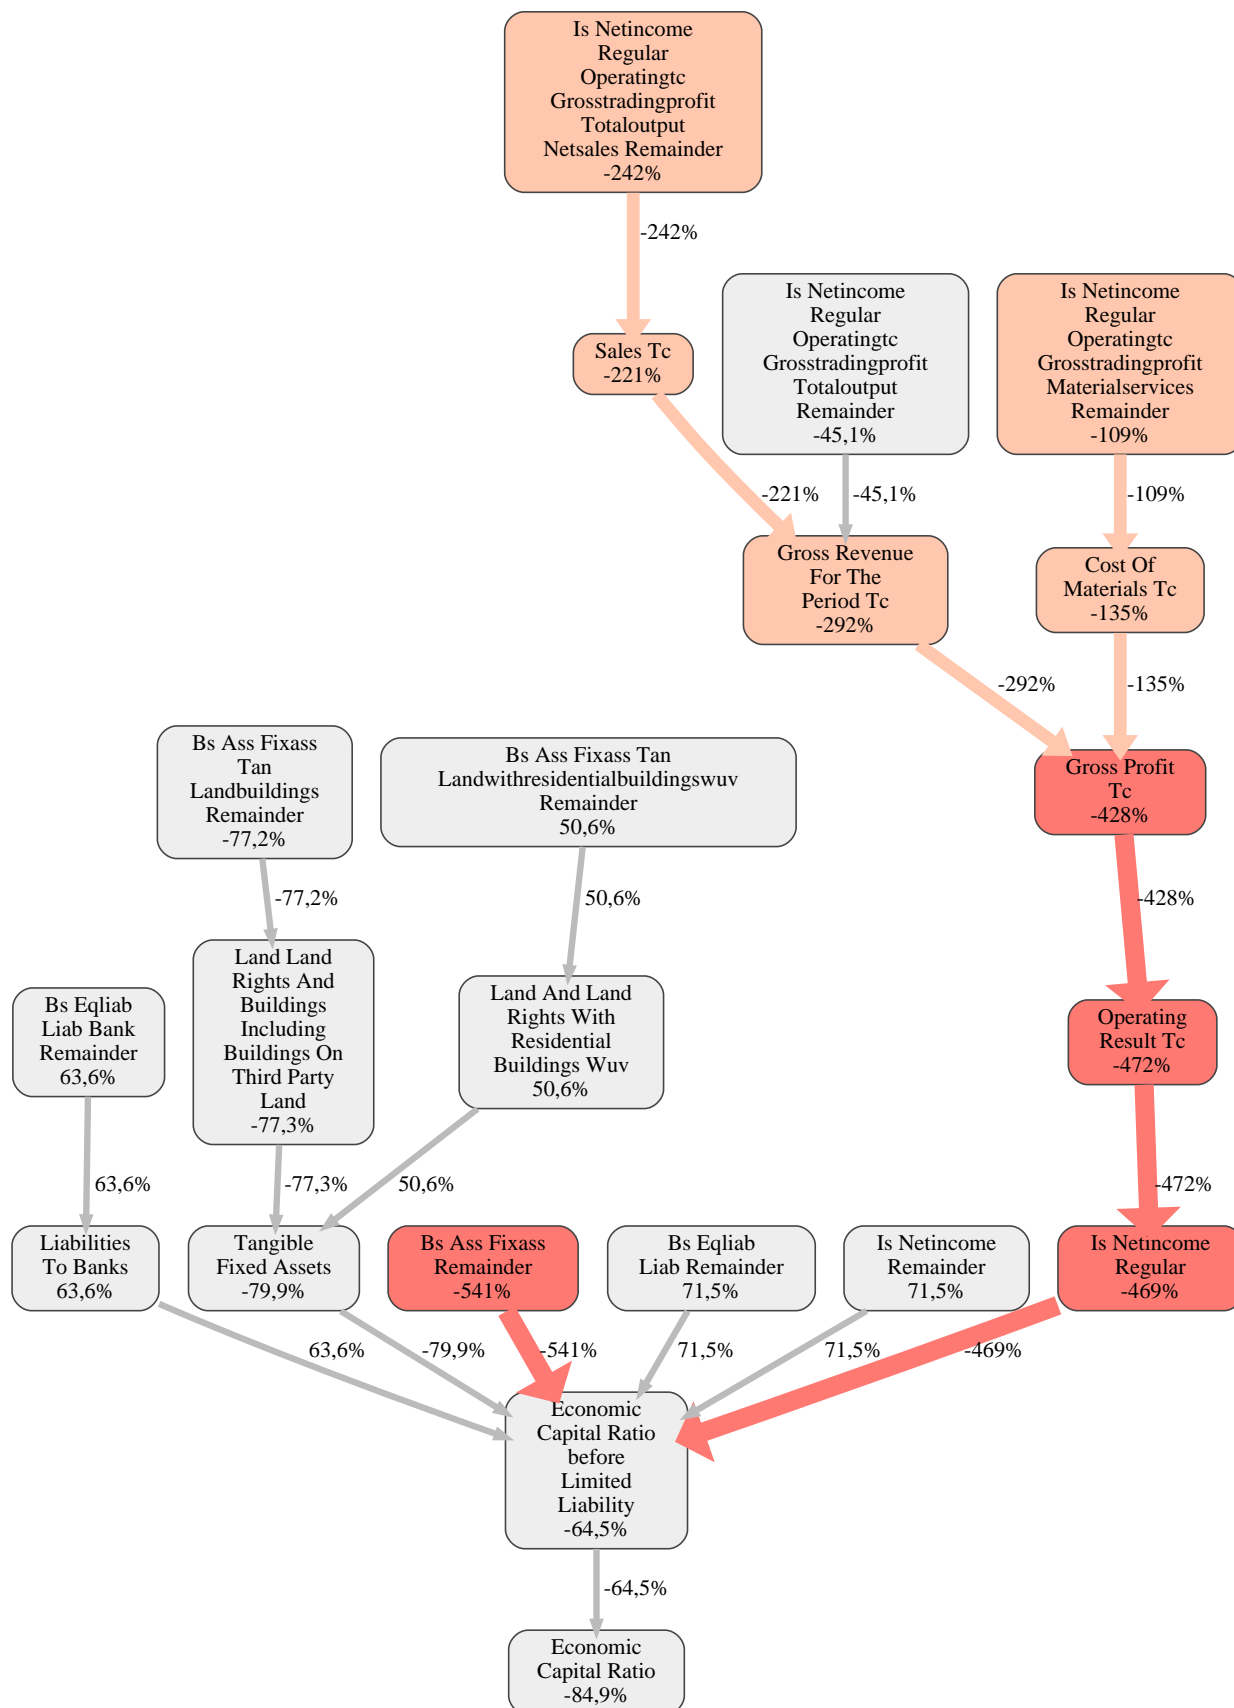 Is Netincome
Regular
Operatingtc
Grosstradingprofit
Totaloutput
Netsales Remainder
-242%
-242%
Is Netincome
Regular
Operatingtc
Grosstradingprofit
Totaloutput
Remainder
-45,1%
Is Netincome
Regular
Operatingtc
Grosstradingprofit
Materialservices
Remainder
-109%
Sales Tc
-221%
-221%
-45,1%
-109%
Gross Revenue
For The
Period Tc
-292%
Cost Of
Materials Tc
-135%
-292%
-135%
Bs Ass Fixass
Tan
Landbuildings
Remainder
-77,2%
Bs Ass Fixass Tan
Landwithresidentialbuildingswuv
Remainder
50,6%
Gross Profit
Tc
-428%
-77,2%
50,6%
-428%
Bs Eqliab
Liab Bank
Remainder
63,6%
Land Land
Rights And
Buildings
Including
Buildings On
Third Party
Land
-77,3%
Land And Land
Rights With
Residential
Buildings Wuv
50,6%
Operating
Result Tc
-472%
63,6%
-77,3%
50,6%
-472%
Liabilities
To Banks
63,6%
Tangible
Fixed Assets
-79,9%
Bs Ass Fixass
Remainder
-541%
Bs Eqliab
Liab Remainder
71,5%
Is Netincome
Remainder
71,5%
Is Netincome
Regular
-469%
63,6%
-79,9%
-541%
71,5%
71,5%
-469%
Economic
Capital Ratio
before
Limited
Liability
-64,5%
-64,5%
Economic
Capital Ratio
-84,9%